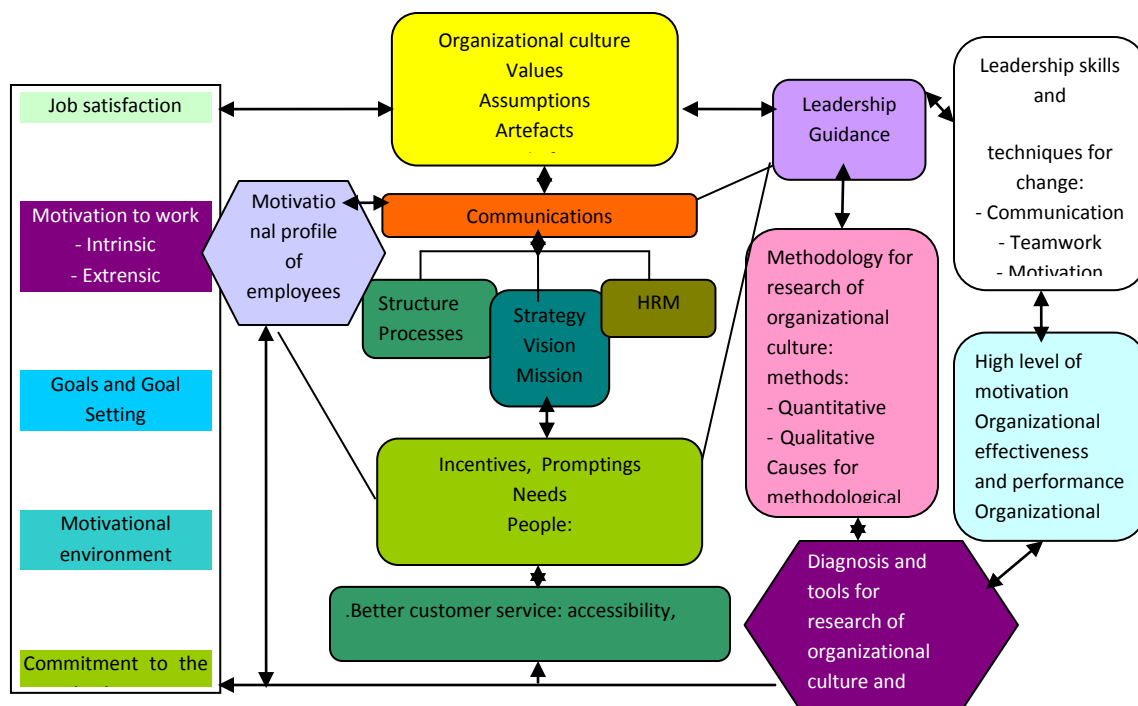 Organizational culture
Values
Assumptions
Artefacts
Job satisfaction
Leadership
Guidance
Leadership skills
and
techniques for
change:
- Communication
- Teamwork
- Motivation
Motivation to work
- Intrinsic
- Extrinsic
Motivatio
nal profile
of
employees
Communications
Structure
Processes
Strategy
Vision
Mission
HRM
Methodology for
research of
organizational
culture:
methods:
- Quantitative
- Qualitative
Causes for
methodological
High level of
motivation
Organizational
effectiveness
and performance
Organizational
Goals and Goal
Setting
Incentives, Promptings
Needs
People:
Motivational
environment
.Better customer service: accessibility,
Diagnosis and
tools for
research of
organizational
culture and
Commitment to the